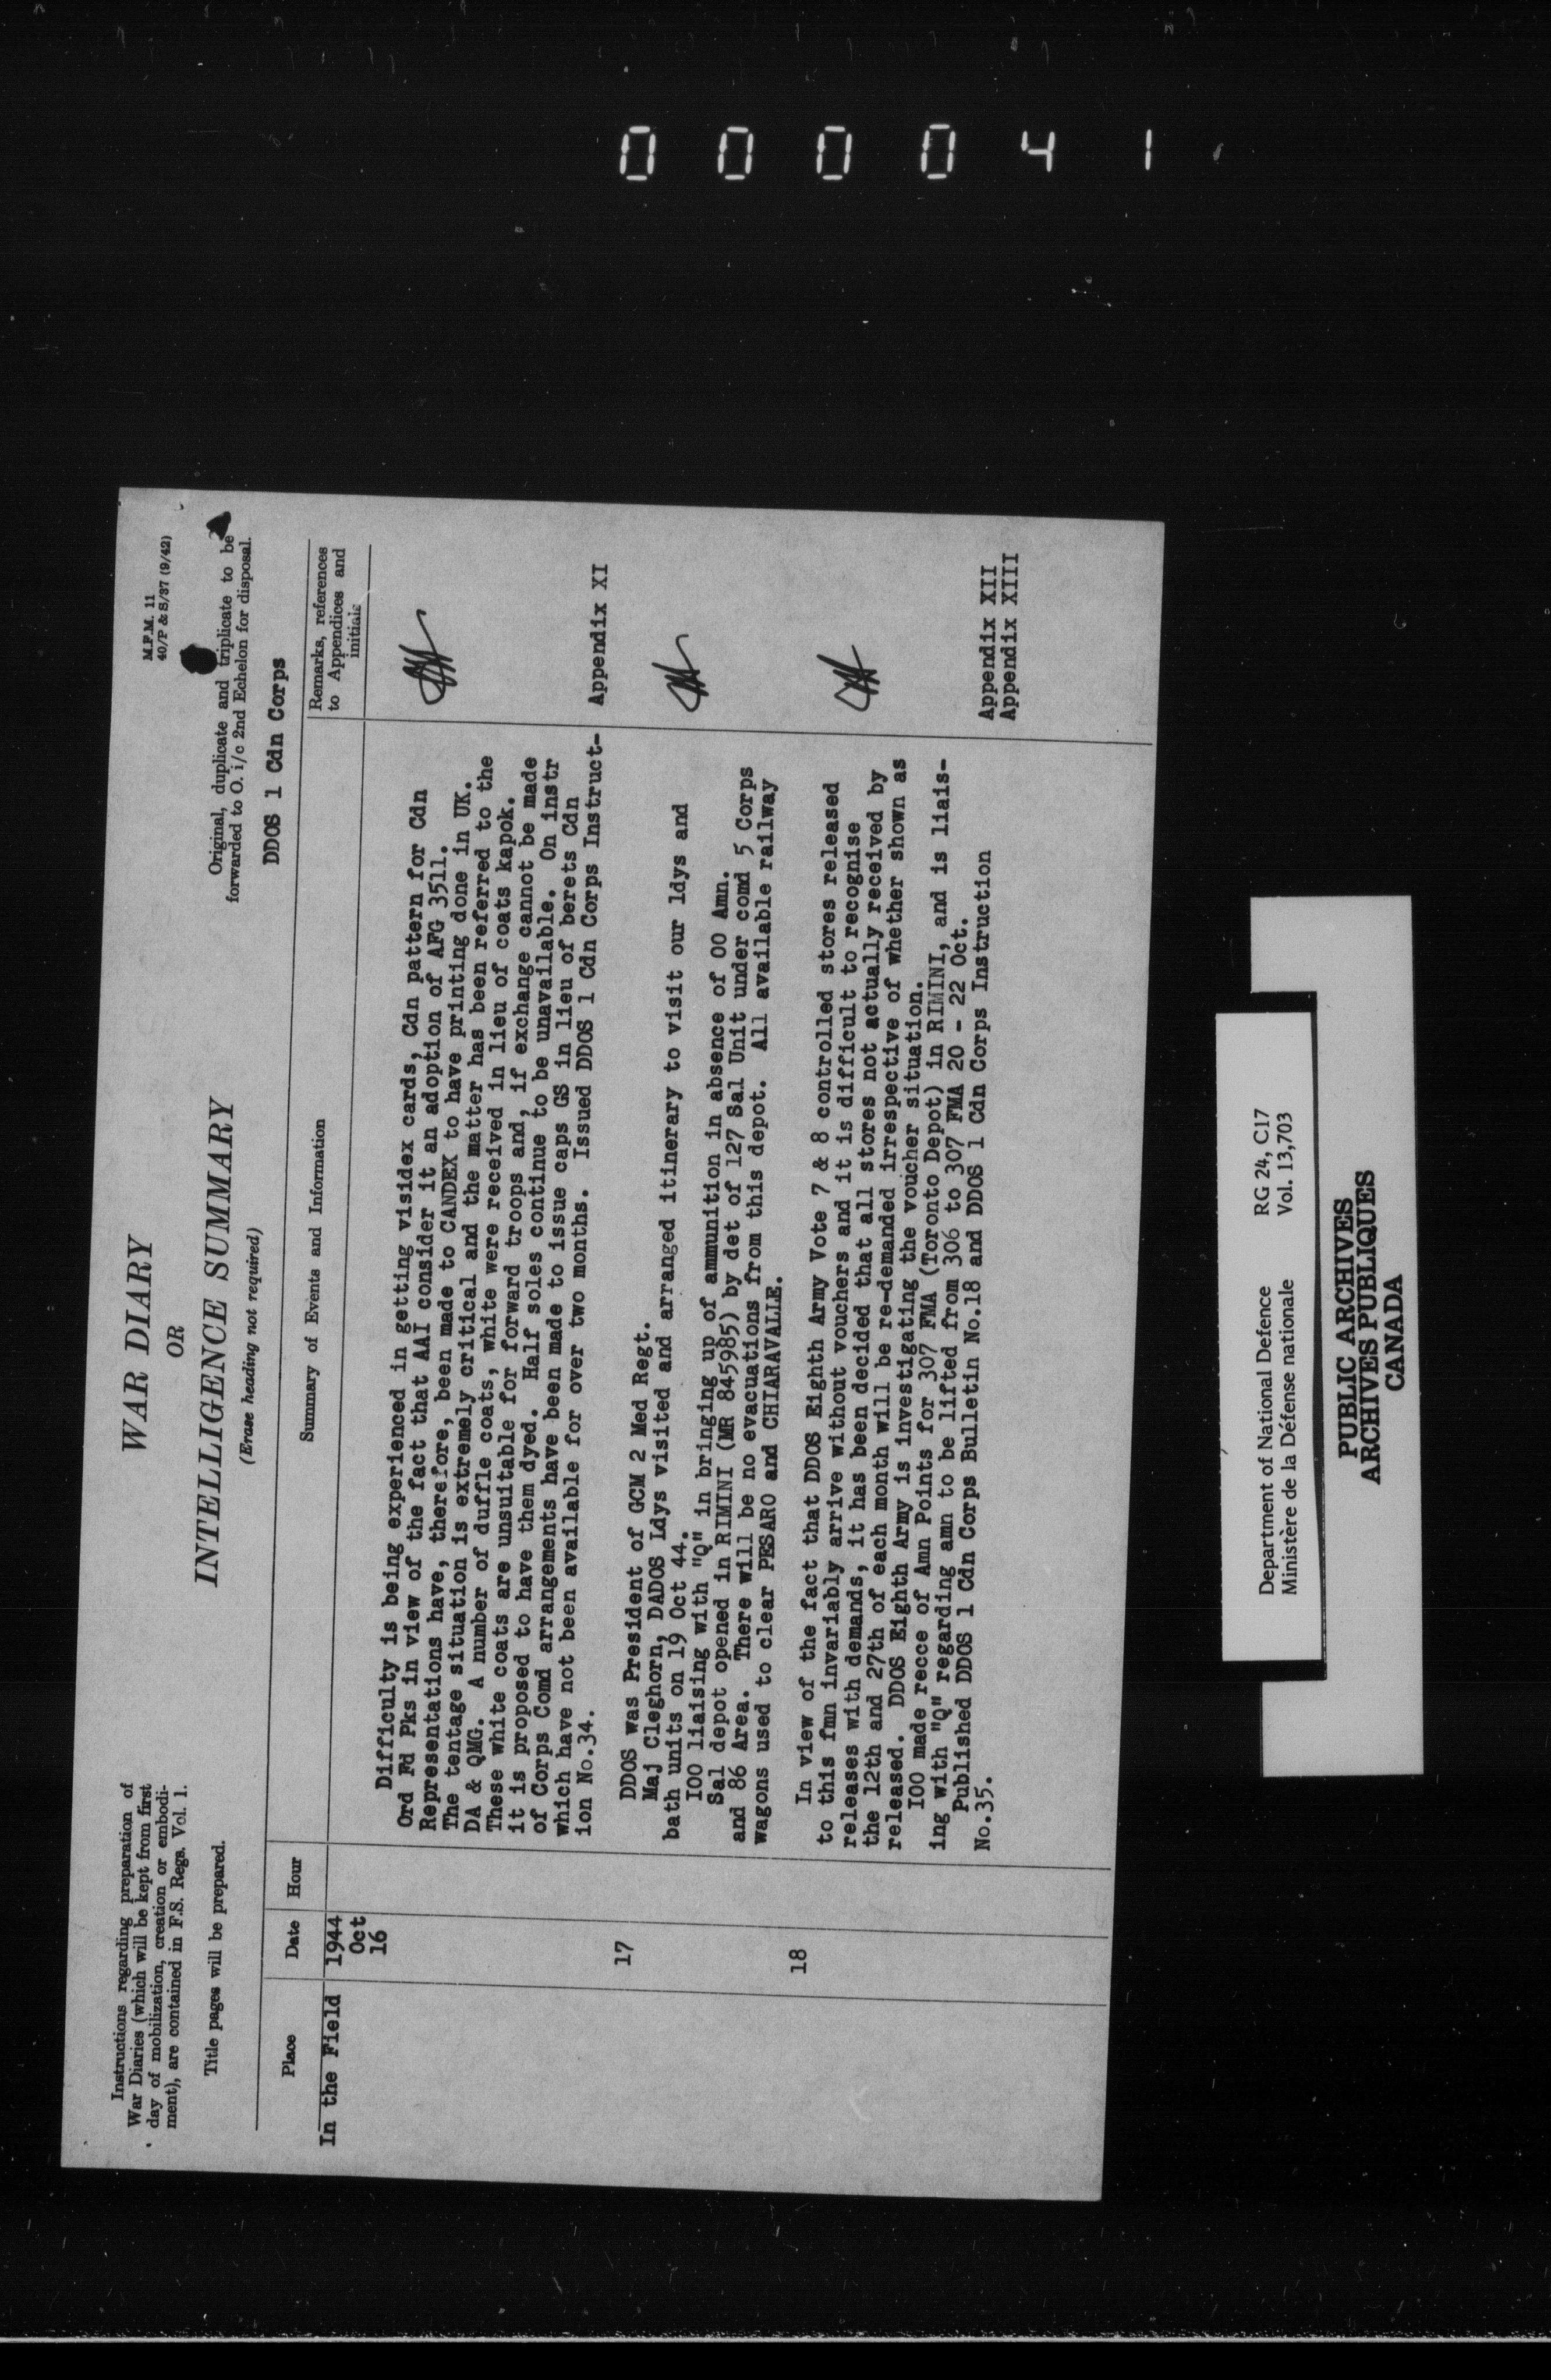 000041
Instructions regarding preparation of
War Diaries (which will be kept from first
day of mobilization, creation or embodi-
ment), are contained in F.S. Regs. Vol. 1.
Title pages will be prepared.
WAR DIARY
OR
INTELLIGENCE SUMMARY
(Erase heading not required)
M.F.M. 11
40/P & S/37 (9/42)
Original, duplicate and triplicate to be
forwarded to O. i/c 2nd Echelon for disposal.
DDOS 1 Cdn Corps
Place
Date
Hour
Summary of Events and Information
Remarks, references
to Appendices and
initials
In the Field
1944
Oct
16
Difficulty is being experienced in getting visidex cards, Cdn pattern for Cdn
Ord Fd Pks in view of the fact that AAI consider it an adoption of AFG 3511.
Representations have, therefore, been made to CANDEX to have printing done in UK.
The tentage situation is extremely critical and the matter has been referred to the
DA & QMG. A number of duffle coats, white were received in lieu of coats kapok.
These white coats are unsuitable for forward troops and, if exchange cannot be made
it is proposed to have them dyed. Half soles continue to be unavailable. On instr
of Corps Comd arrangements have been made to issue caps GS in lieu of berets Cdn
which have not been available for over two months. Issued DDOS 1 Cdn Corps Instruct-
ion No.34.
Appendix XI
17
DDOS was President of GCM 2 Med Regt.
Maj Cleghorn, DADOS Ldys visited and arranged itinerary to visit our ldys and
bath units on 19 Oct 44.
IOO liaising with "Q" in bringing up of ammunition in absence of OO Amn.
Sal depot opened in RIMINI (MR 845985) by det of 127 Sal Unit under comd 5 Corps
and 86 Area. There will be no evacuations from this depot. All available railway
wagons used to clear PESARO and CHIARAVALLE.
18
In view of the fact that DDOS Eighth Army Vote 7 & 8 controlled stores released
to this fmn invariably arrive without vouchers and it is difficult to recognise
releases with demands, it has been decided that all stores not actually received by
the 12th and 27th of each month will be re-demanded irrespective of whether shown as
released. DDOS Eighth Army is investigating the voucher situation.
IOO made recce of Amn Points for 307 FMA (Toronto Depot) in RIMINI, and is liais-
ing with "Q" regarding amn to be lifted from 306 to 307 FMA 20 - 22 Oct.
Published DDOS 1 Cdn Corps Bulletin No.18 and DDOS 1 Cdn Corps Instruction
No.35.
Appendix XII
Appendix XIII
Department of National Defence
Ministère de la Défense nationale
RG 24, C17
Vol. 13,703
PUBLIC ARCHIVES
ARCHIVES PUBLIQUES
CANADA